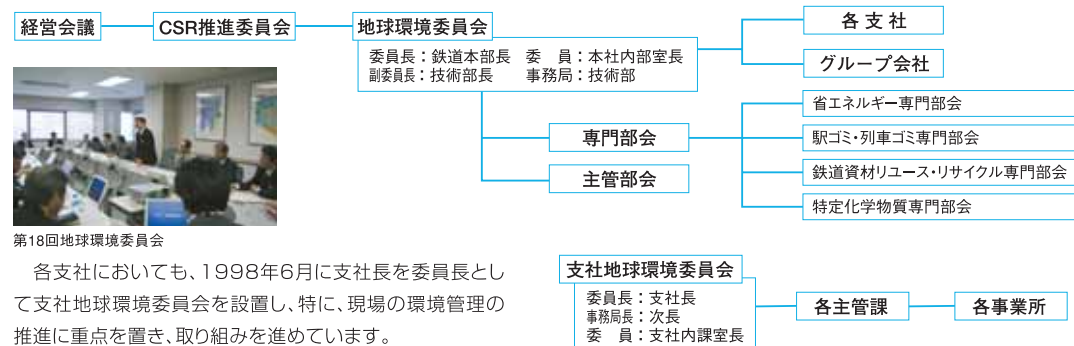 経営会議
CSR推進委員会
地球環境委員会
委員長：鉄道本部長　委　員：本社内部室長
副委員長：技術部長　事務局：技術部
各支社
グループ会社
専門部会
主管部会
省エネルギー専門部会
駅ゴミ・列車ゴミ専門部会
鉄道資材リユース・リサイクル専門部会
特定化学物質専門部会
第18回地球環境委員会
　各支社においても、1998年6月に支社長を委員長とし
て支社地球環境委員会を設置し、特に、現場の環境管理の
推進に重点を置き、取り組みを進めています。
支社地球環境委員会
委員長：支社長
事務局長：次長
委　員：支社内課室長
各主管課
各事業所